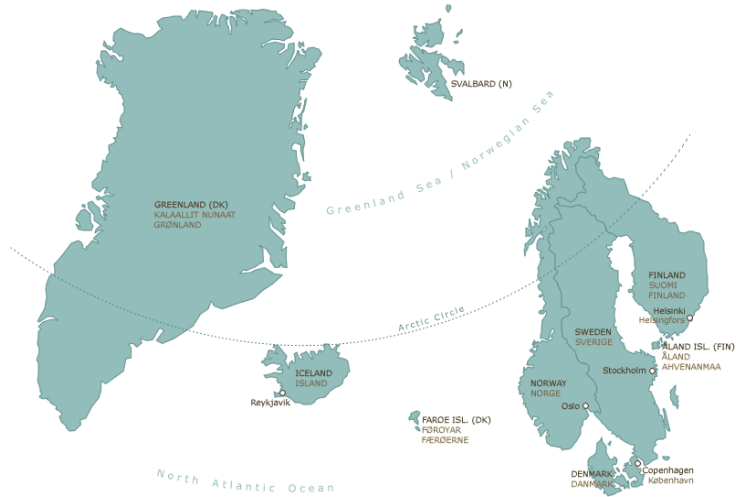 SVALBARD (N)
Greenland Sea / Norwegian Sea
GREENLAND (DK)
KALAALLIT NUNAAT
GRØNLAND
Arctic Circle
FINLAND
SUOMI
FINLAND
Helsinki
Helsingfors
SWEDEN
SVERIGE
ÅLAND ISL. (FIN)
ÅLAND
AHVENANMAA
Stockholm
ICELAND
ISLAND
Reykjavik
NORWAY
NORGE
Oslo
FAROE ISL. (DK)
FØROYAR
FÆRØERNE
DENMARK
DANMARK
Copenhagen
København
North Atlantic Ocean